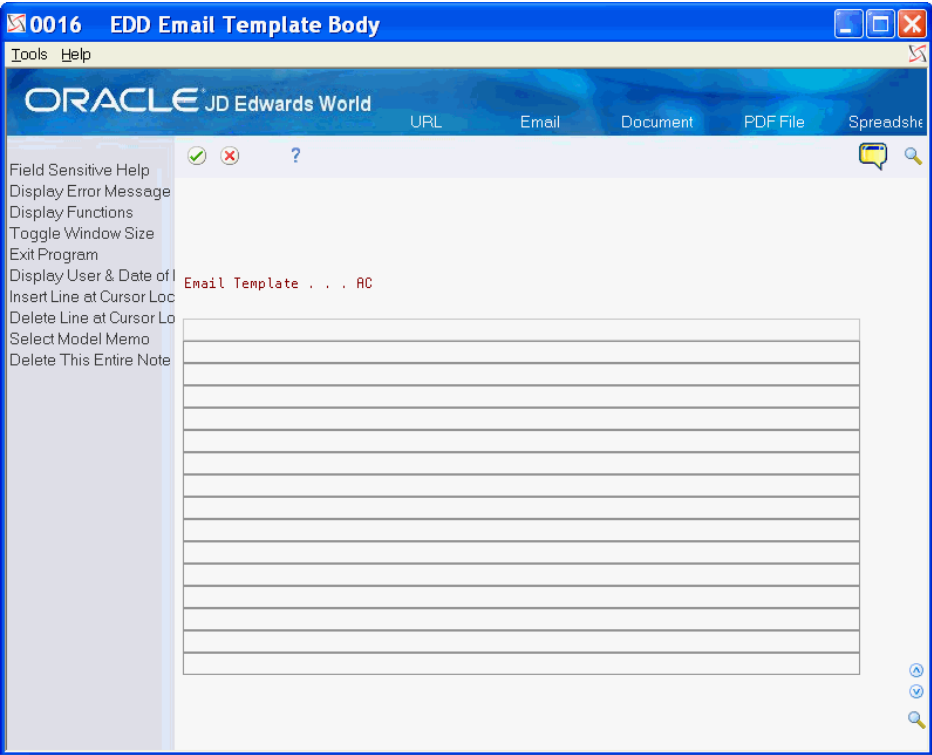 0016 EDD Email Template Body
Tools Help
ORACLE JD Edwards World
URL Email Document PDF File Spreadshe
?
Field Sensitive Help
Display Error Message
Display Functions
Toggle Window Size
Exit Program
Display User & Date of
Insert Line at Cursor Loc
Delete Line at Cursor Lo
Select Model Memo
Delete This Entire Note
Email Template . . . AC